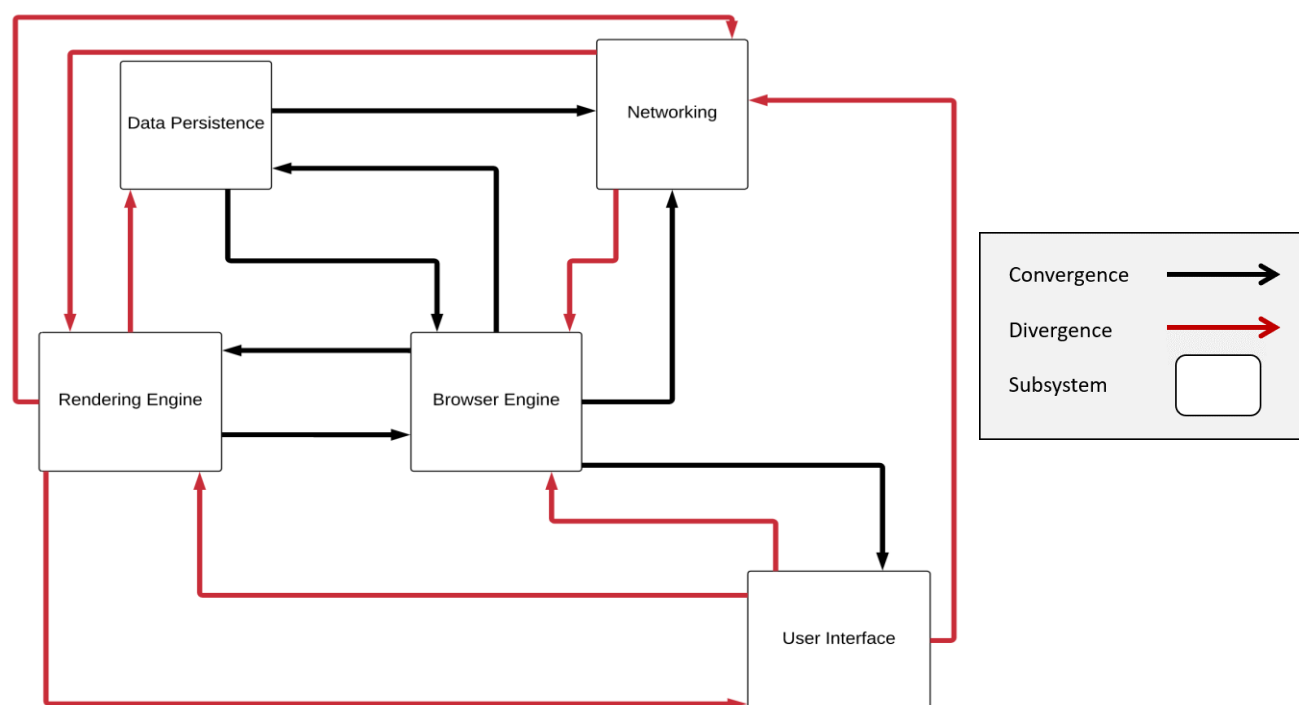 Networking
Data Persistence
Rendering Engine
Browser Engine
User Interface
Convergence
Divergence
Subsystem